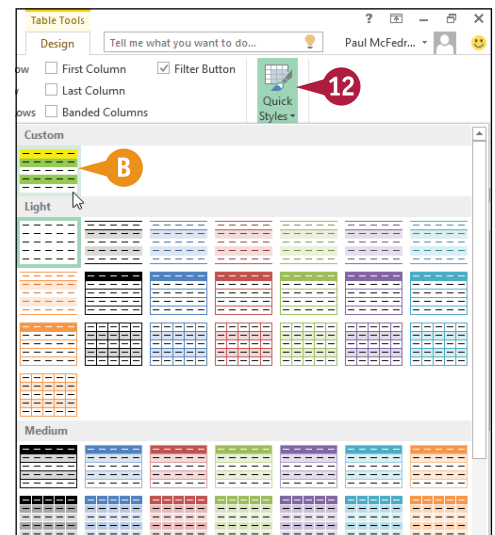 Table Tools ?
Design Tell me what you want to do... Paul McFedr...
ow First Column Filter Button
Last Column
ows Banded Columns
Quick
Styles
12
Custom
B
Light
Medium